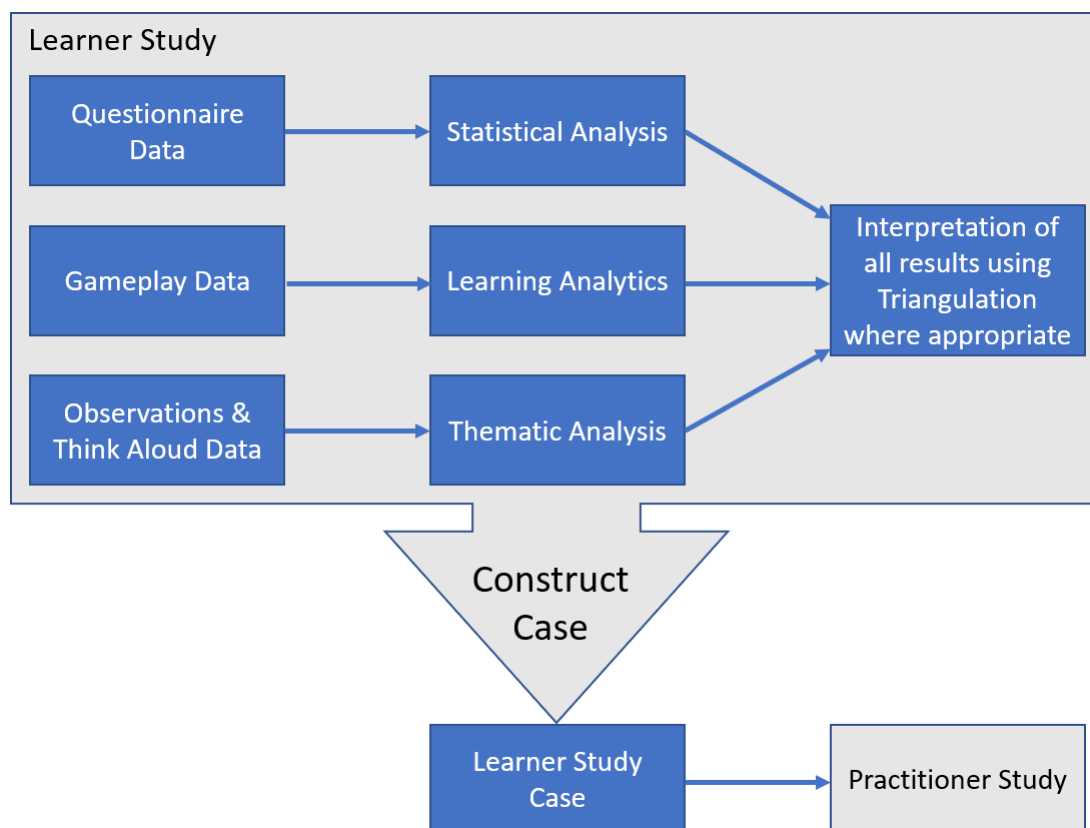 Learner Study
Questionnaire
Data
Statistical Analysis
Gameplay Data
Learning Analytics
Interpretation of
all results using
Triangulation
where appropriate
Observations &
Think Aloud Data
Thematic Analysis
Construct
Case
Learner Study
Case
Practitioner Study